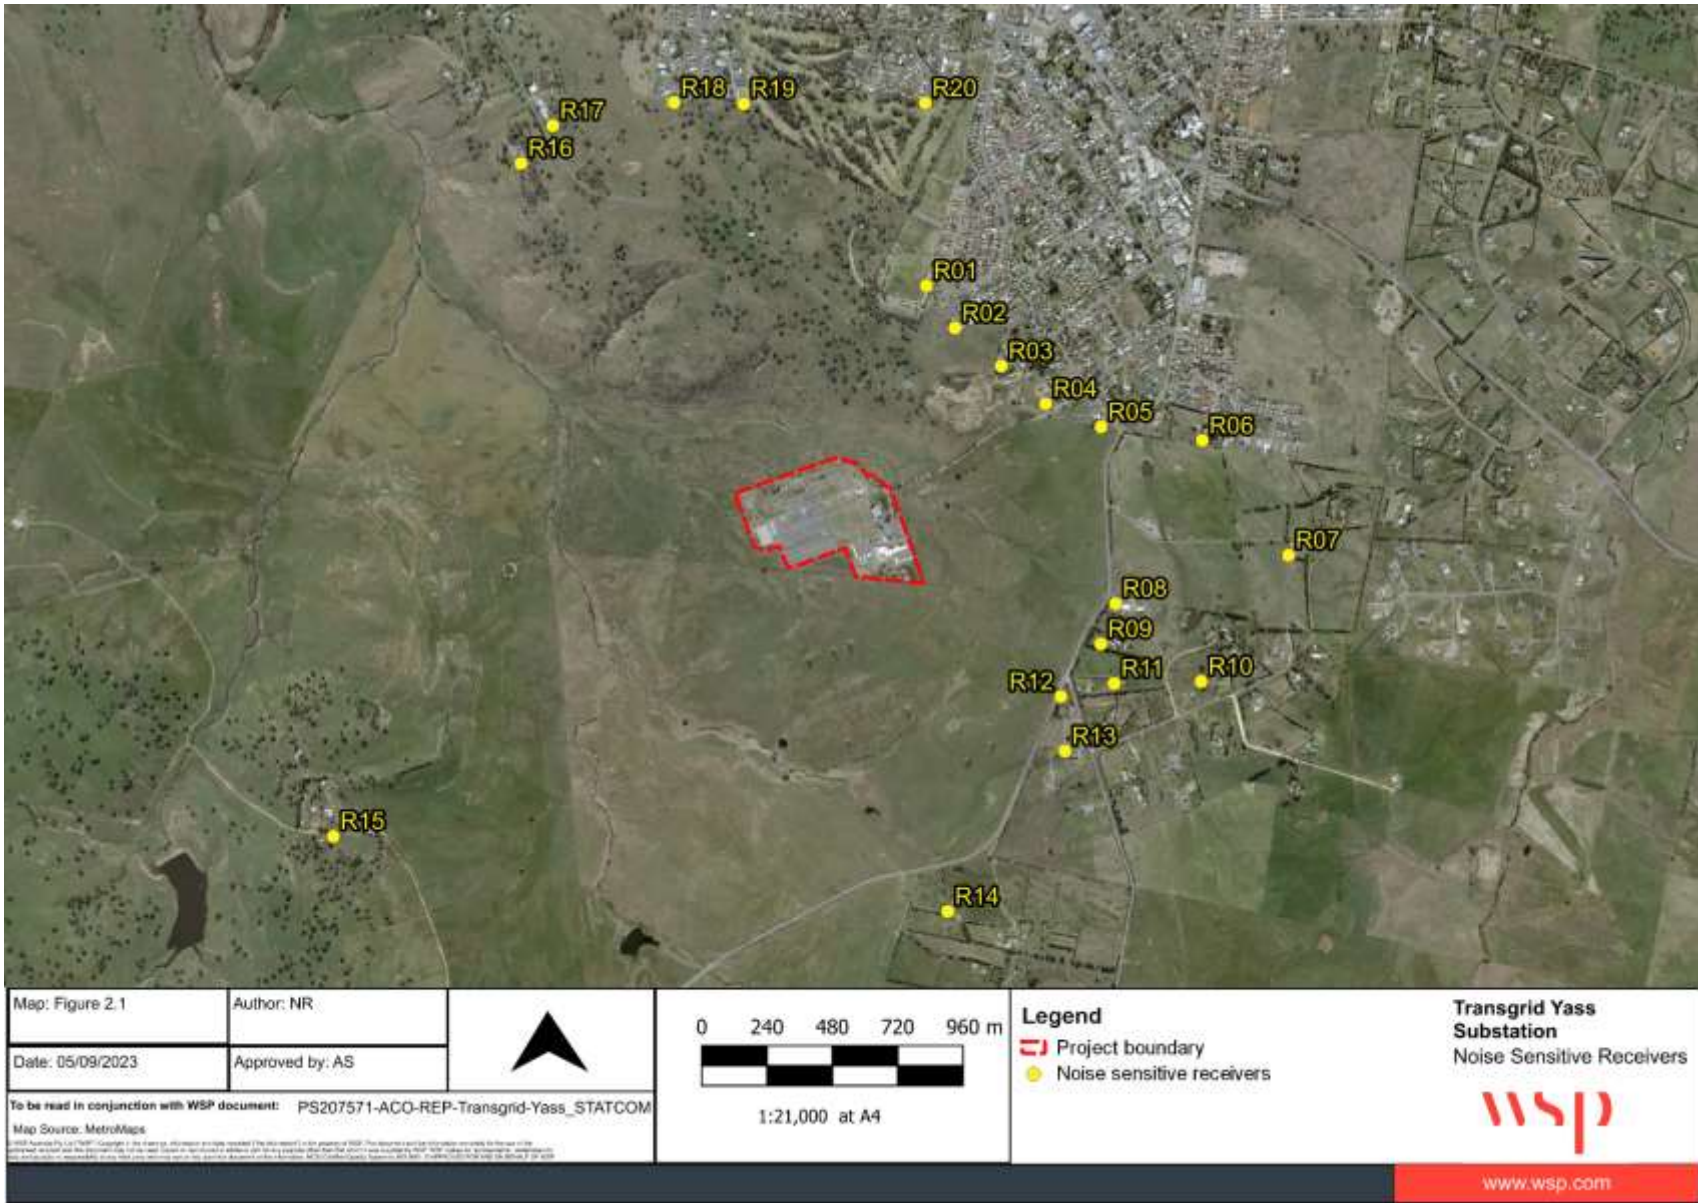 R18
R19
R20
R17
R16
R01
R02
R03
R04
R05
R06
R07
R08
R09
R11
R10
R12
R13
R15
R14
Map: Figure 2.1
Author: NR
Date: 05/09/2023
Approved by: AS
To be read in conjunction with WSP document: PS207571-ACO-REP-Transgrid-Yass_STATCOM
Map Source: MetroMaps
0 240 480 720 960 m
1:21,000 at A4
Legend
Project boundary
Noise sensitive receivers
Transgrid Yass
Substation
Noise Sensitive Receivers
wsp
www.wsp.com